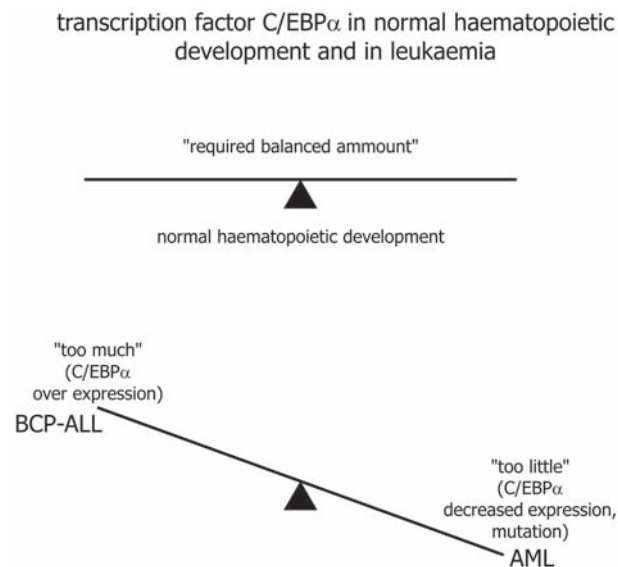 transcription factor C/EBPα in normal haematopoietic
development and in leukaemia
"required balanced ammount"
normal haematopoietic development
"too much"
(C/EBPα
over expression)
BCP-ALL
"too little"
(C/EBPα
decreased expression,
mutation)
AML